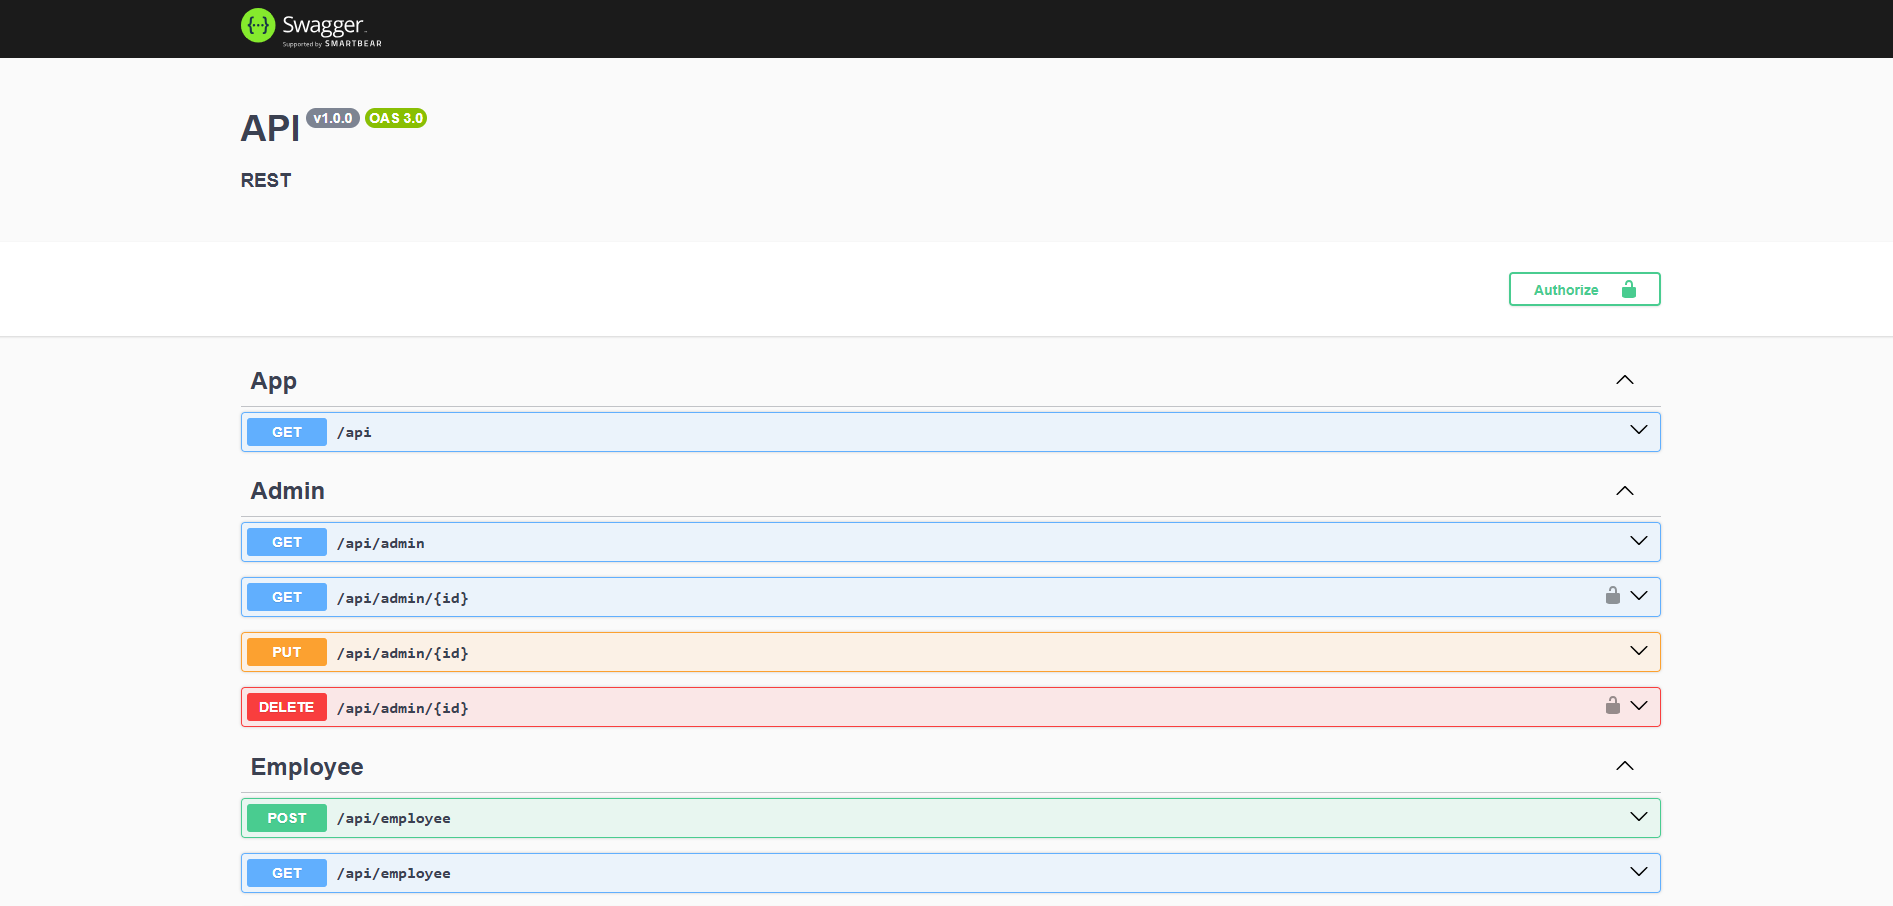 Swagger
Supported by SMARTBEAR
API v1.0.0 OAS 3.0
REST
Authorize
App
GET /api
Admin
GET /api/admin
GET /api/admin/{id}
PUT /api/admin/{id}
DELETE /api/admin/{id}
Employee
POST /api/employee
GET /api/employee